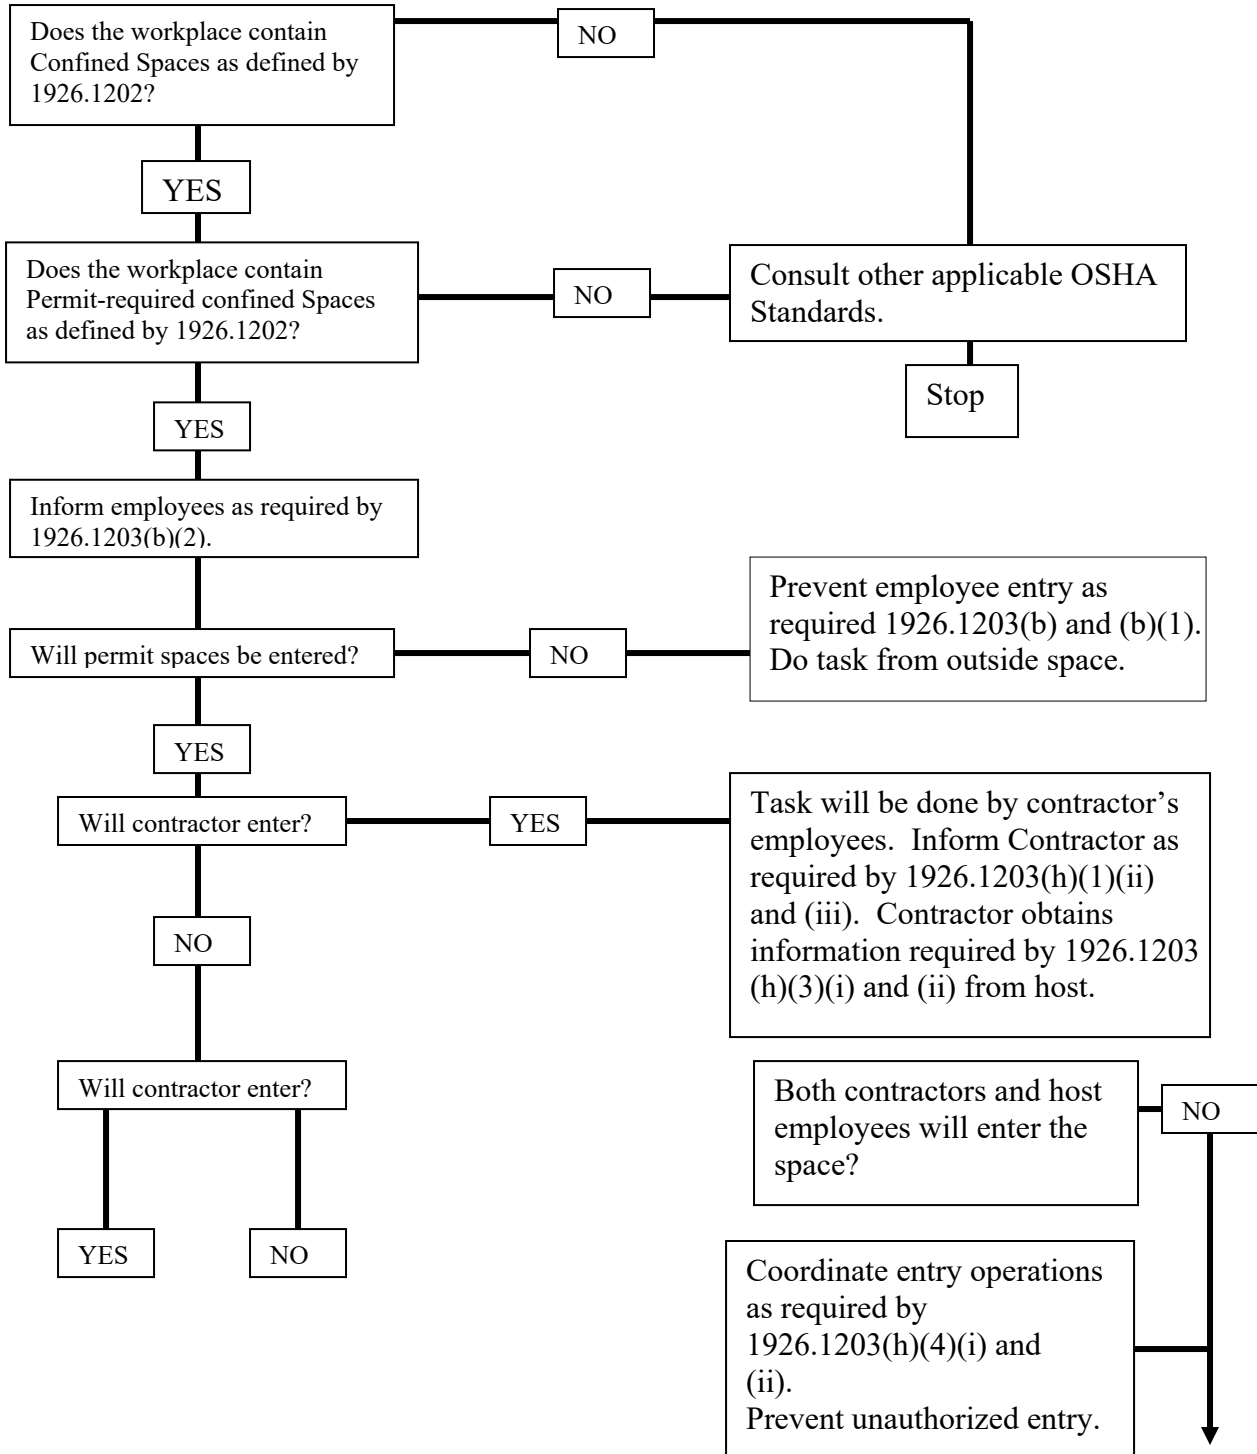 Does the workplace contain
Confined Spaces as defined by
1926.1202?
NO
YES
Does the workplace contain
Permit-required confined Spaces
as defined by 1926.1202?
NO
Consult other applicable OSHA
Standards.
Stop
YES
Inform employees as required by
1926.1203(b)(2).
Will permit spaces be entered?
NO
Prevent employee entry as
required 1926.1203(b) and (b)(1).
Do task from outside space.
YES
Will contractor enter?
YES
Task will be done by contractor’s
employees.  Inform Contractor as
required by 1926.1203(h)(1)(ii)
and (iii).  Contractor obtains
information required by 1926.1203
(h)(3)(i) and (ii) from host.
NO
Will contractor enter?
YES
NO
Both contractors and host
employees will enter the
space?
NO
Coordinate entry operations
as required by
1926.1203(h)(4)(i) and
(ii).
Prevent unauthorized entry.